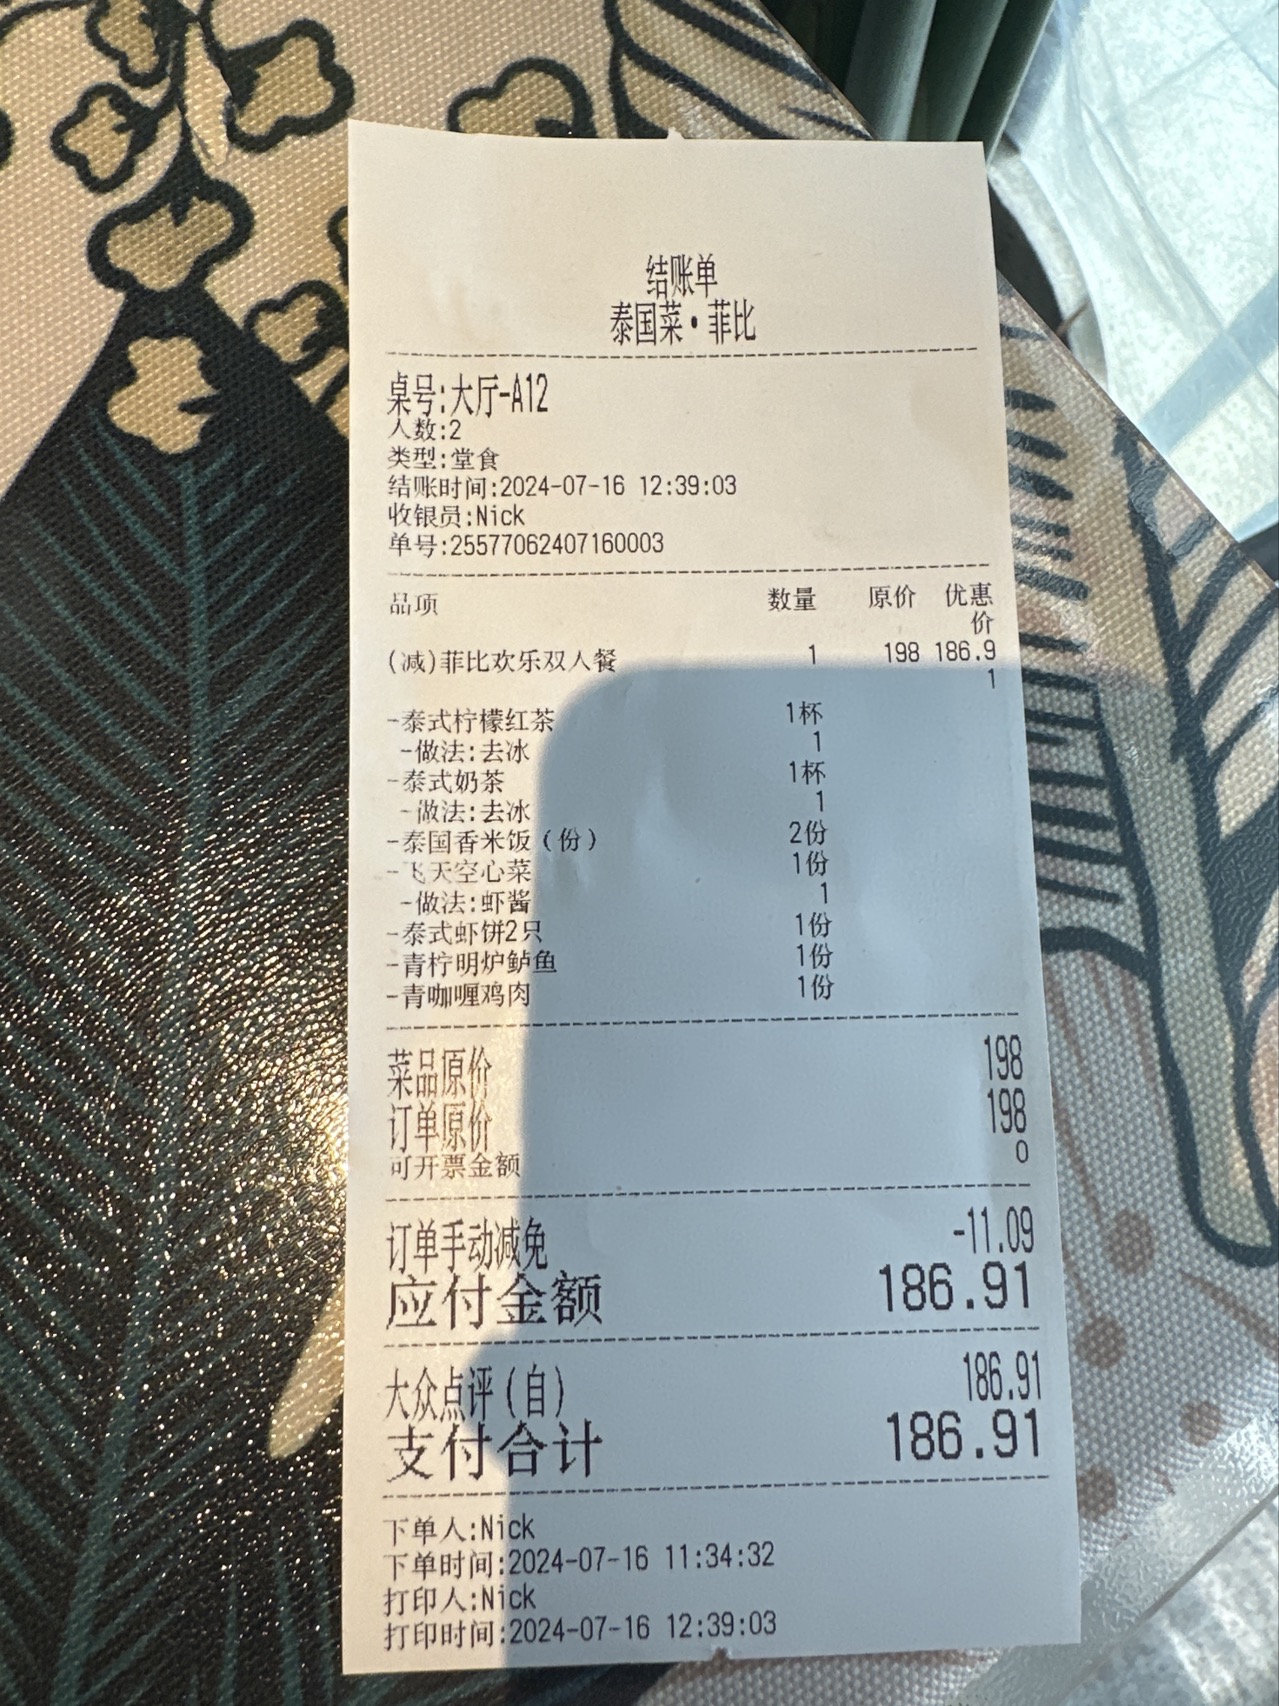 结账单
泰国菜•菲比
桌号:大厅-A12
人数:2
类型:堂食
结账时间:2024-07-16 12:39:03
收银员:Nick
单号:25577062407160003
品项 数量 原价 优惠
价
(减)菲比欢乐双人餐 1 198 186.9
1
-泰式柠檬红茶 1杯
-做法:去冰 1
-泰式奶茶 1杯
-做法:去冰 1
-泰国香米饭(份) 2份
-飞天空心菜 1份
-做法:虾酱 1
-泰式虾饼2只 1份
-青柠明炉鲈鱼 1份
-青咖喱鸡肉 1份
菜品原价 198
订单原价 198
可开票金额 0
订单手动减免 -11.09
应付金额 186.91
大众点评(自) 186.91
支付合计 186.91
下单人:Nick
下单时间:2024-07-16 11:34:32
打印人:Nick
打印时间:2024-07-16 12:39:03